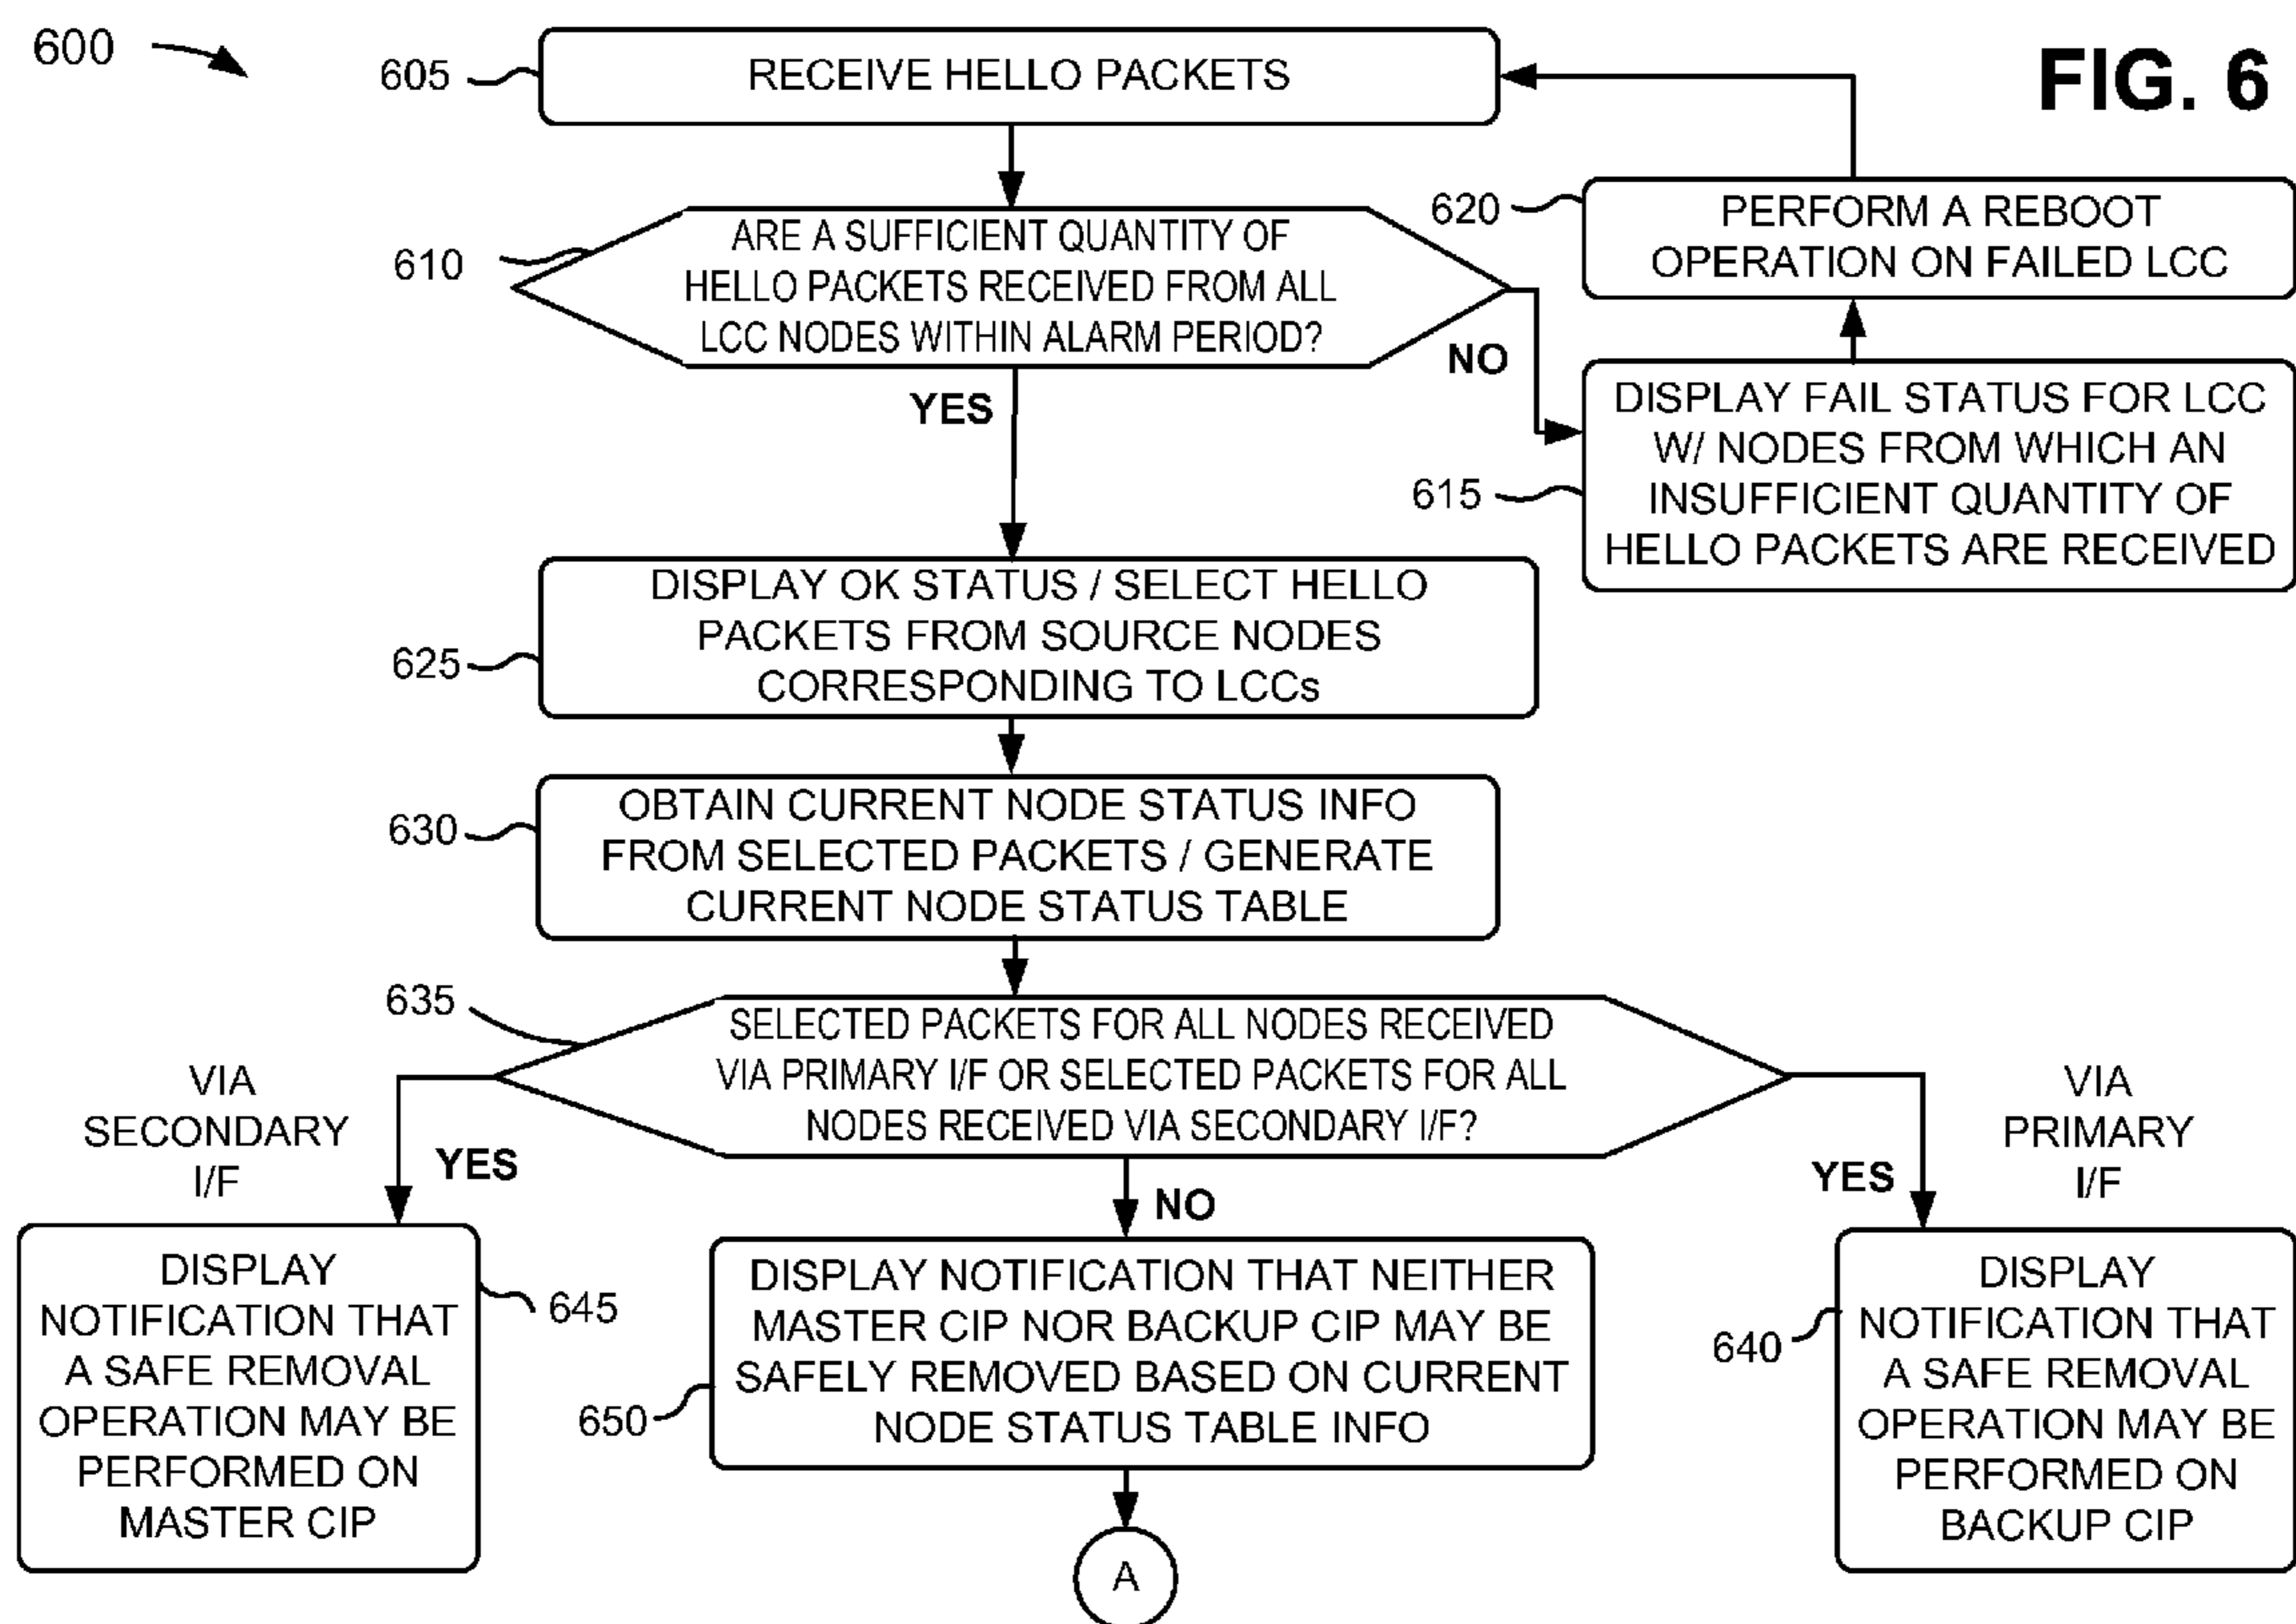 600
FIG. 6
605
RECEIVE HELLO PACKETS
610
ARE A SUFFICIENT QUANTITY OF
HELLO PACKETS RECEIVED FROM ALL
LCC NODES WITHIN ALARM PERIOD?
NO
YES
620
PERFORM A REBOOT
OPERATION ON FAILED LCC
615
DISPLAY FAIL STATUS FOR LCC
W/ NODES FROM WHICH AN
INSUFFICIENT QUANTITY OF
HELLO PACKETS ARE RECEIVED
625
DISPLAY OK STATUS / SELECT HELLO
PACKETS FROM SOURCE NODES
CORRESPONDING TO LCCs
630
OBTAIN CURRENT NODE STATUS INFO
FROM SELECTED PACKETS / GENERATE
CURRENT NODE STATUS TABLE
635
SELECTED PACKETS FOR ALL NODES RECEIVED
VIA PRIMARY I/F OR SELECTED PACKETS FOR ALL
NODES RECEIVED VIA SECONDARY I/F?
VIA
SECONDARY
I/F
YES
NO
YES
VIA
PRIMARY
I/F
DISPLAY
NOTIFICATION THAT
A SAFE REMOVAL
OPERATION MAY BE
PERFORMED ON
MASTER CIP
645
650
DISPLAY NOTIFICATION THAT NEITHER
MASTER CIP NOR BACKUP CIP MAY BE
SAFELY REMOVED BASED ON CURRENT
NODE STATUS TABLE INFO
640
DISPLAY
NOTIFICATION THAT
A SAFE REMOVAL
OPERATION MAY BE
PERFORMED ON
BACKUP CIP
A